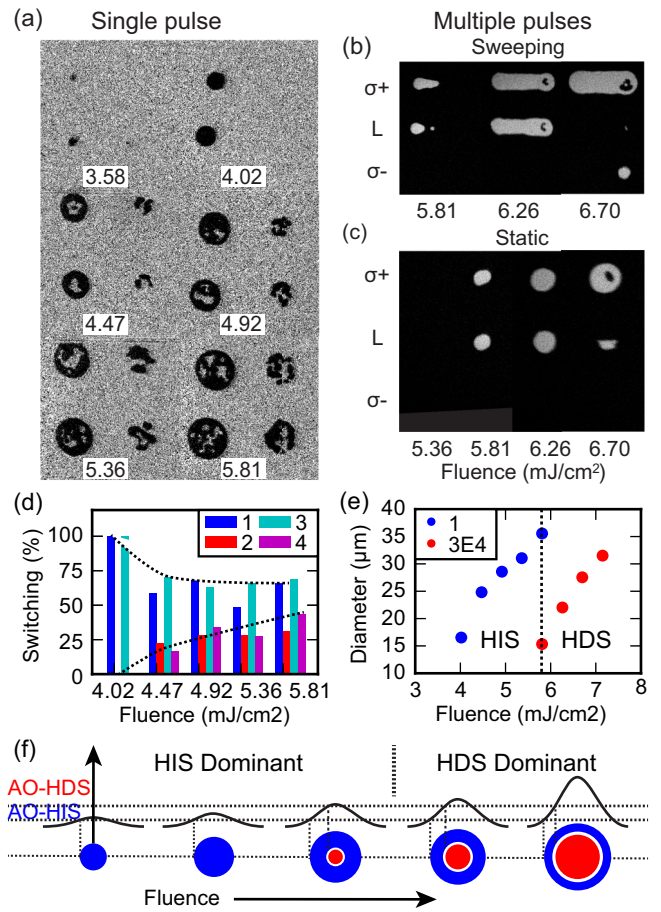 (a) Single pulse
3.58
4.02
4.47
4.92
5.36
5.81
Multiple pulses
(b) Sweeping
σ+
L
σ-
5.81 6.26 6.70
(c) Static
σ+
L
σ-
5.36 5.81 6.26 6.70
Fluence (mJ/cm²)
(d)
1 3
2 4
Switching (%)
100
75
50
25
0
4.02 4.47 4.92 5.36 5.81
Fluence (mJ/cm2)
(e)
1
3E4
Diameter (μm)
40
35
30
25
20
15
10
HIS HDS
3 4 5 6 7 8
Fluence (mJ/cm2)
(f)
HIS Dominant HDS Dominant
AO-HDS
AO-HIS
Fluence